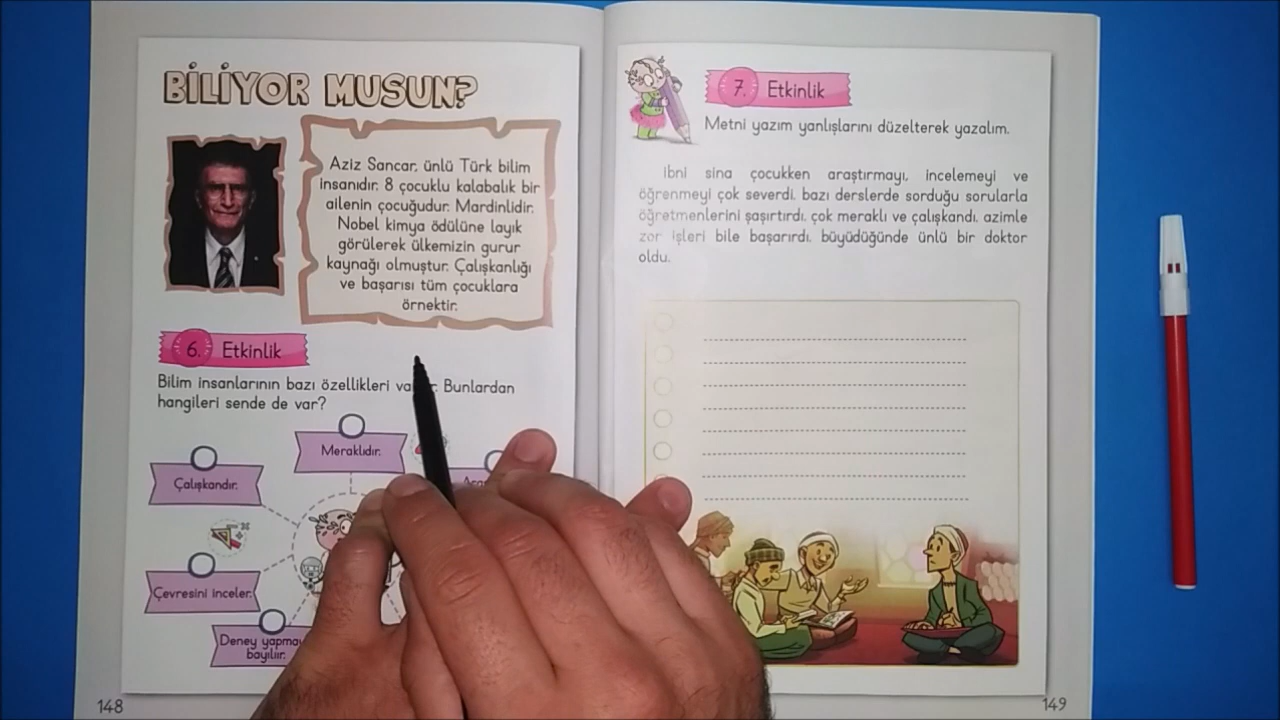 BİLİYOR MUSUN?
Aziz Sancar, ünlü Türk bilim
insanıdır. 8 çocuklu kalabalık bir
ailenin çocuğudur. Mardinlidir.
Nobel kimya ödülüne layık
görülerek ülkemizin gurur
kaynağı olmuştur. Çalışkanlığı
ve başarısı tüm çocuklara
örnektir.
6. Etkinlik
Bilim insanlarının bazı özellikleri Bunlardan
hangileri sende de var?
Meraklıdır.
Çalışkandır.
Çevresini inceler.
Deney yapmayı
bayılır.
148
7. Etkinlik
Metni yazım yanlışlarını düzelterek yazalım.
İbni sina çocukken araştırmayı, incelemeyi ve
öğrenmeyi çok severdi. bazı derslerde sorduğu sorularla
öğretmenlerini şaşırtırdı. çok meraklı ve çalışkandı. azimle
zor işleri bile başarırdı. büyüdüğünde ünlü bir doktor
oldu.
149